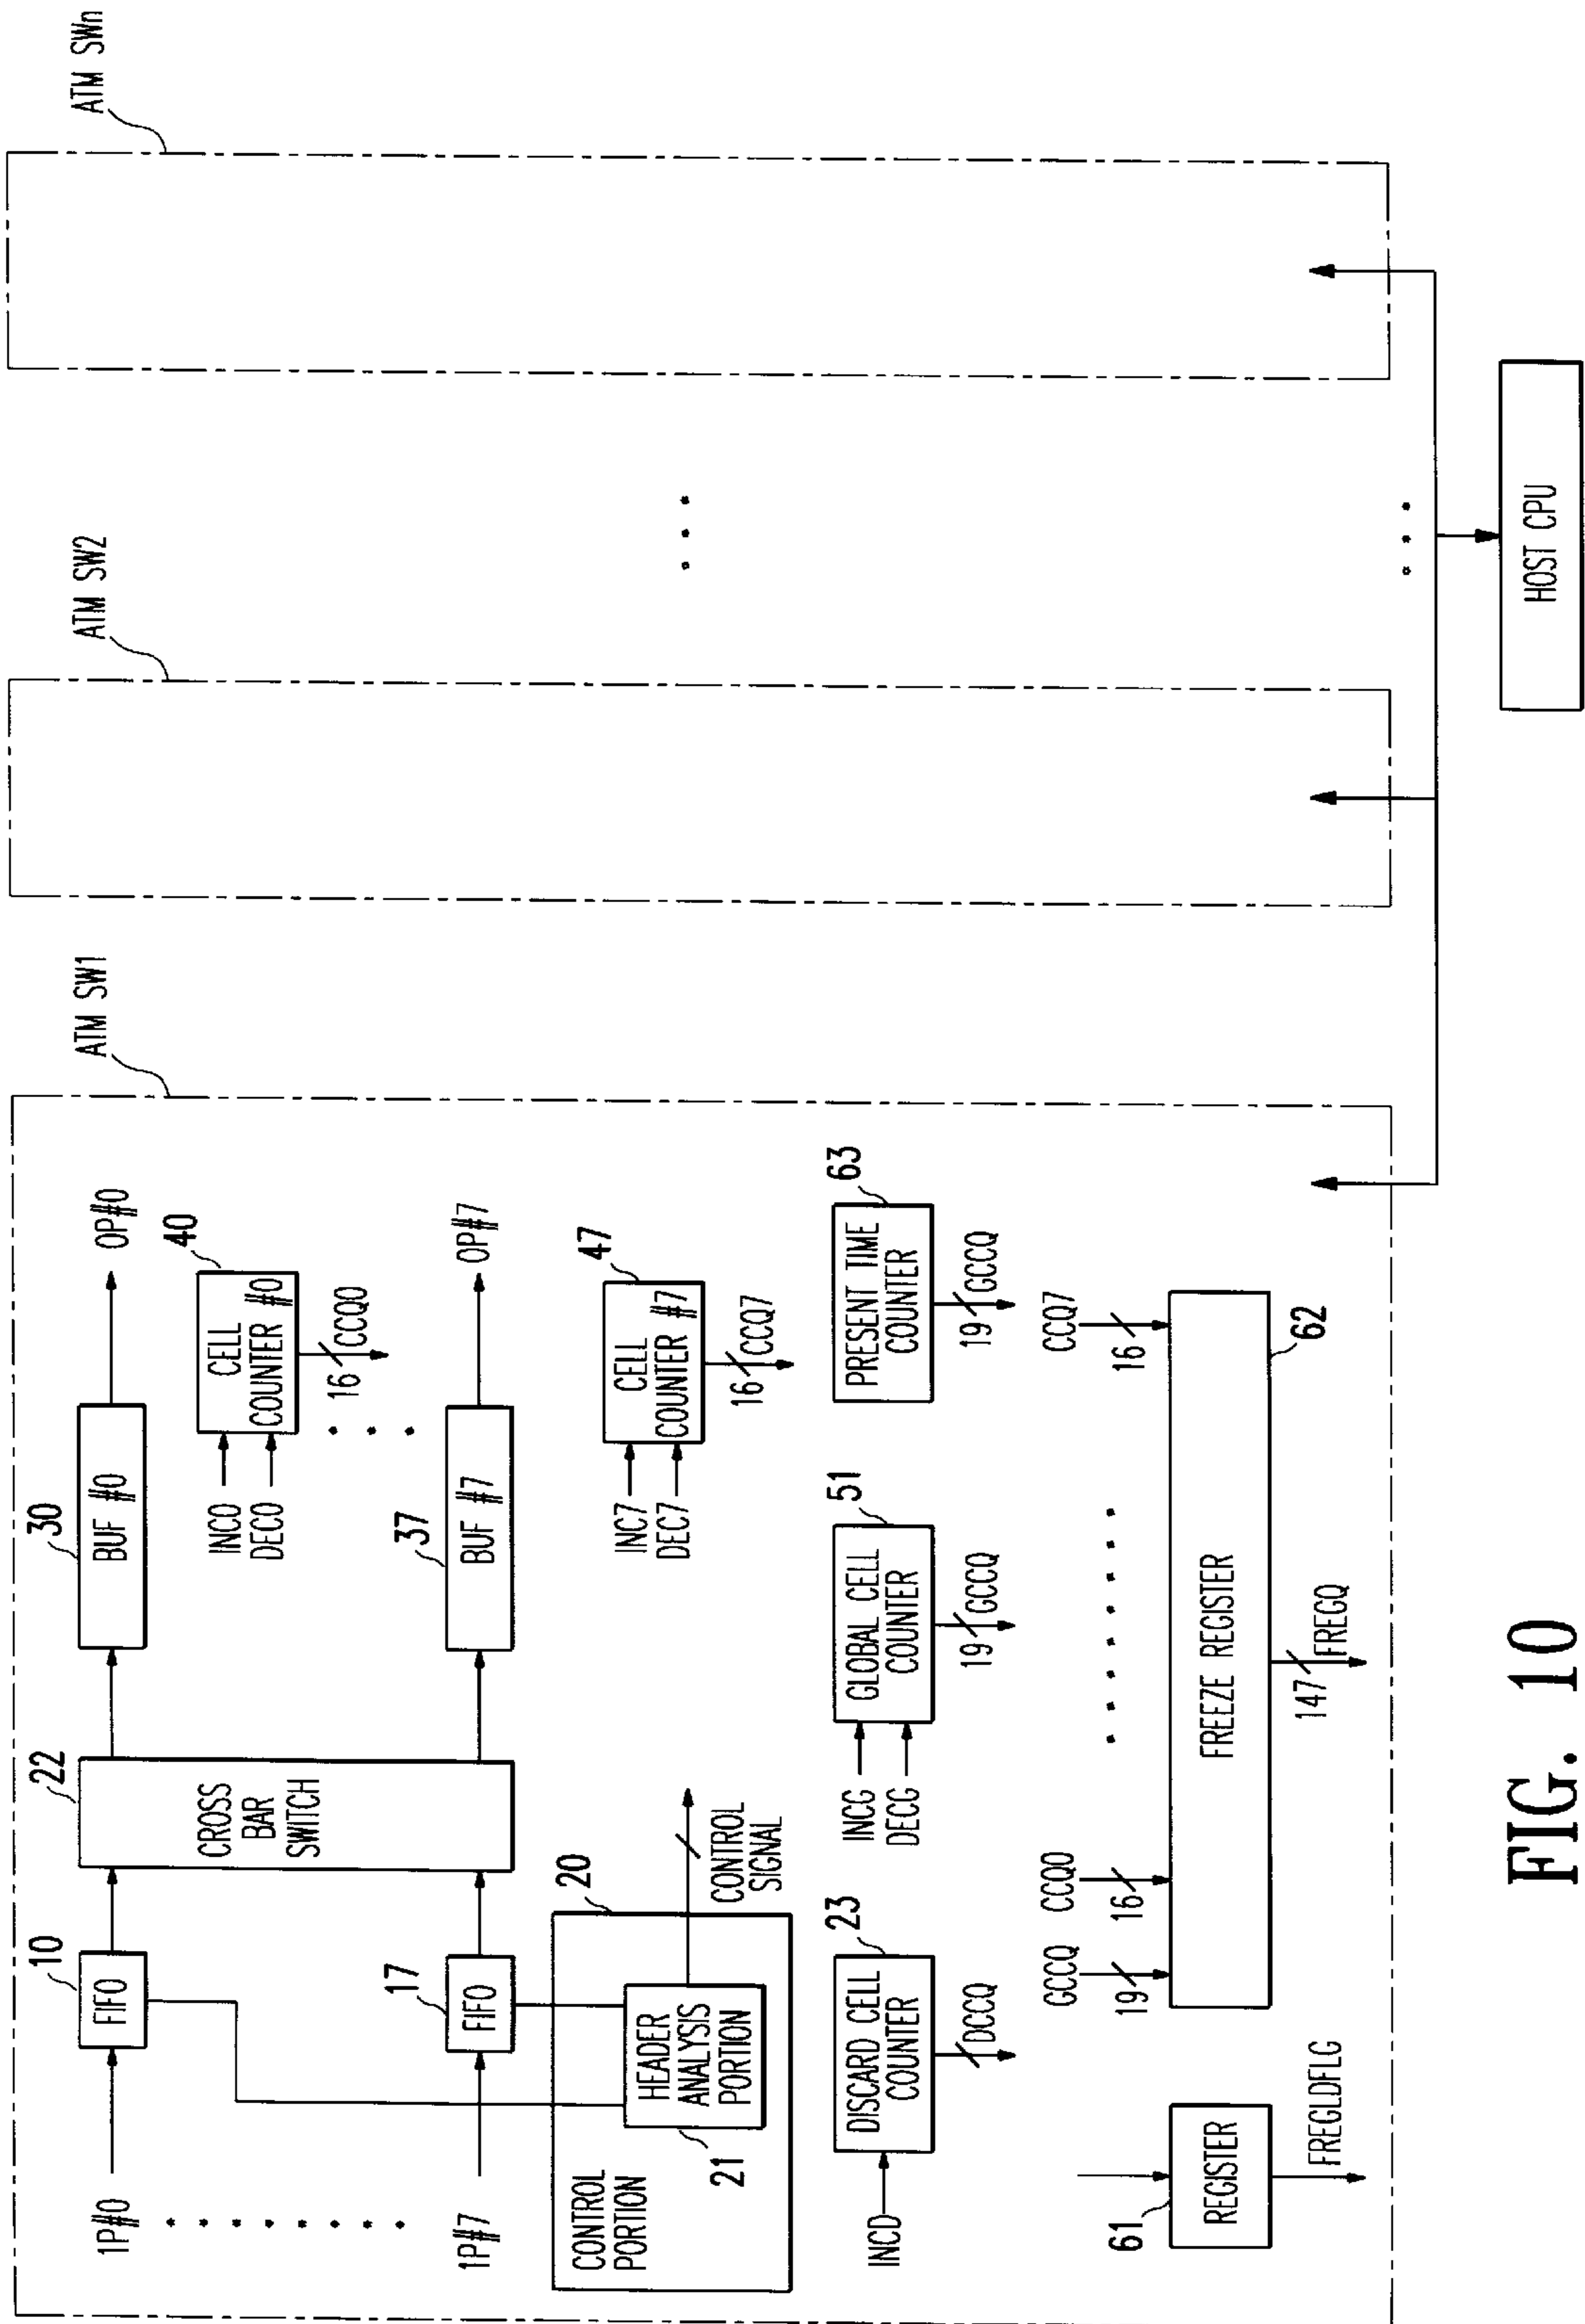 ATM SW1
ATM SW2
ATM SWn
1P#0
10
FIFO
22
CROSS
BAR
SWITCH
30
BUF #0
OP#0
INC0
DEC0
40
CELL
COUNTER #0
16
CCQ0
1P#7
17
FIFO
37
BUF #7
OP#7
20
CONTROL
PORTION
21
HEADER
ANALYSIS
PORTION
CONTROL
SIGNAL
INC7
DEC7
47
CELL
COUNTER #7
16
CCQ7
INCD
23
DISCARD CELL
COUNTER
DCCQ
INCG
DECG
51
GLOBAL CELL
COUNTER
19
GCCQ
63
PRESENT TIME
COUNTER
19
GCCQ
61
REGISTER
FREGLDFLG
GCCQ
19
CCQ0
16
CCQ7
16
FREEZE REGISTER
62
147
FREGQ
HOST CPU
FIG. 10